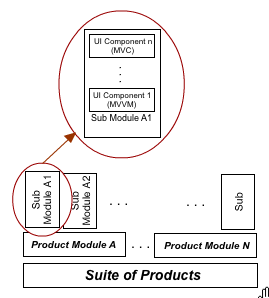 UI Component n
(MVC)
.
.
.
UI Component 1
(MVVM)
Sub Module A1
Sub
Module A1
Sub
Module A2
. . .
. . .
Sub
Product Module A
. . .
Product Module N
Suite of Products